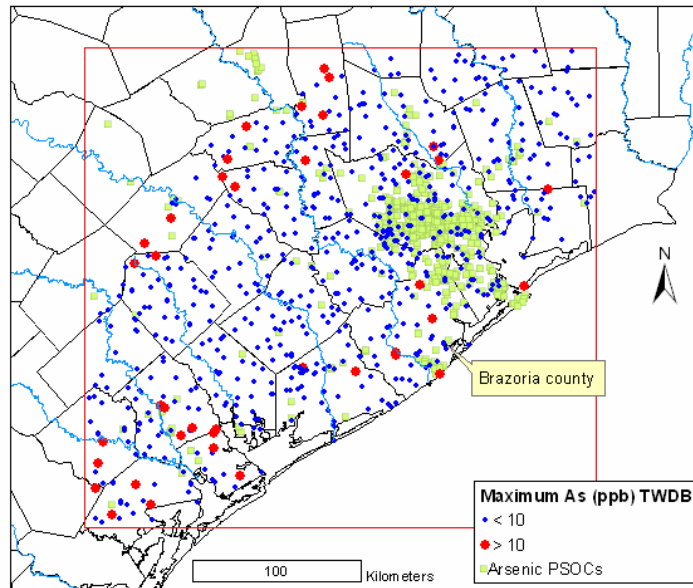 N
Brazoria county
Maximum As (ppb) TWDB
< 10
> 10
Arsenic PSOCs
100
Kilometers